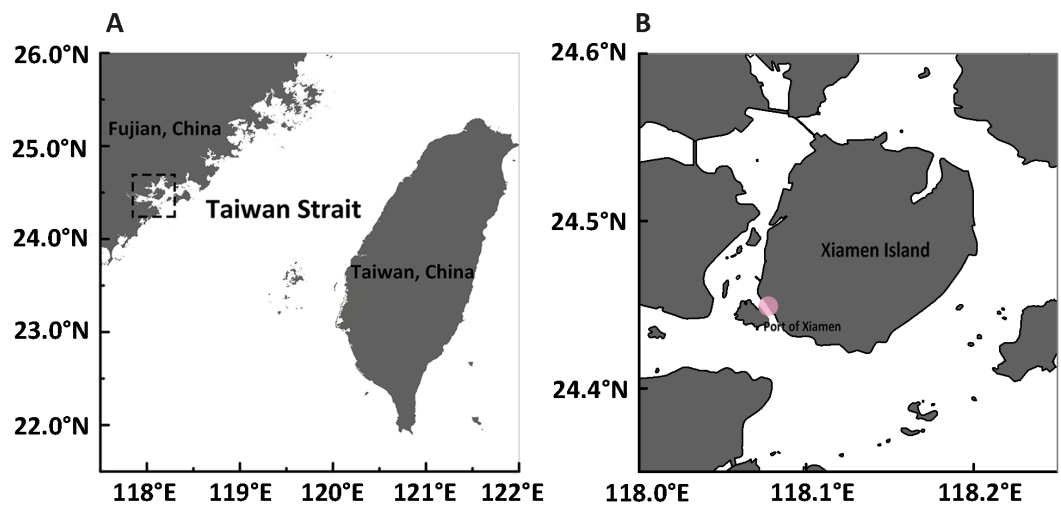 A
26.0°N
25.0°N
24.0°N
23.0°N
22.0°N
Fujian, China
Taiwan Strait
Taiwan, China
118°E 119°E 120°E 121°E 122°E
B
24.6°N
24.5°N
24.4°N
Xiamen Island
Port of Xiamen
118.0°E 118.1°E 118.2°E